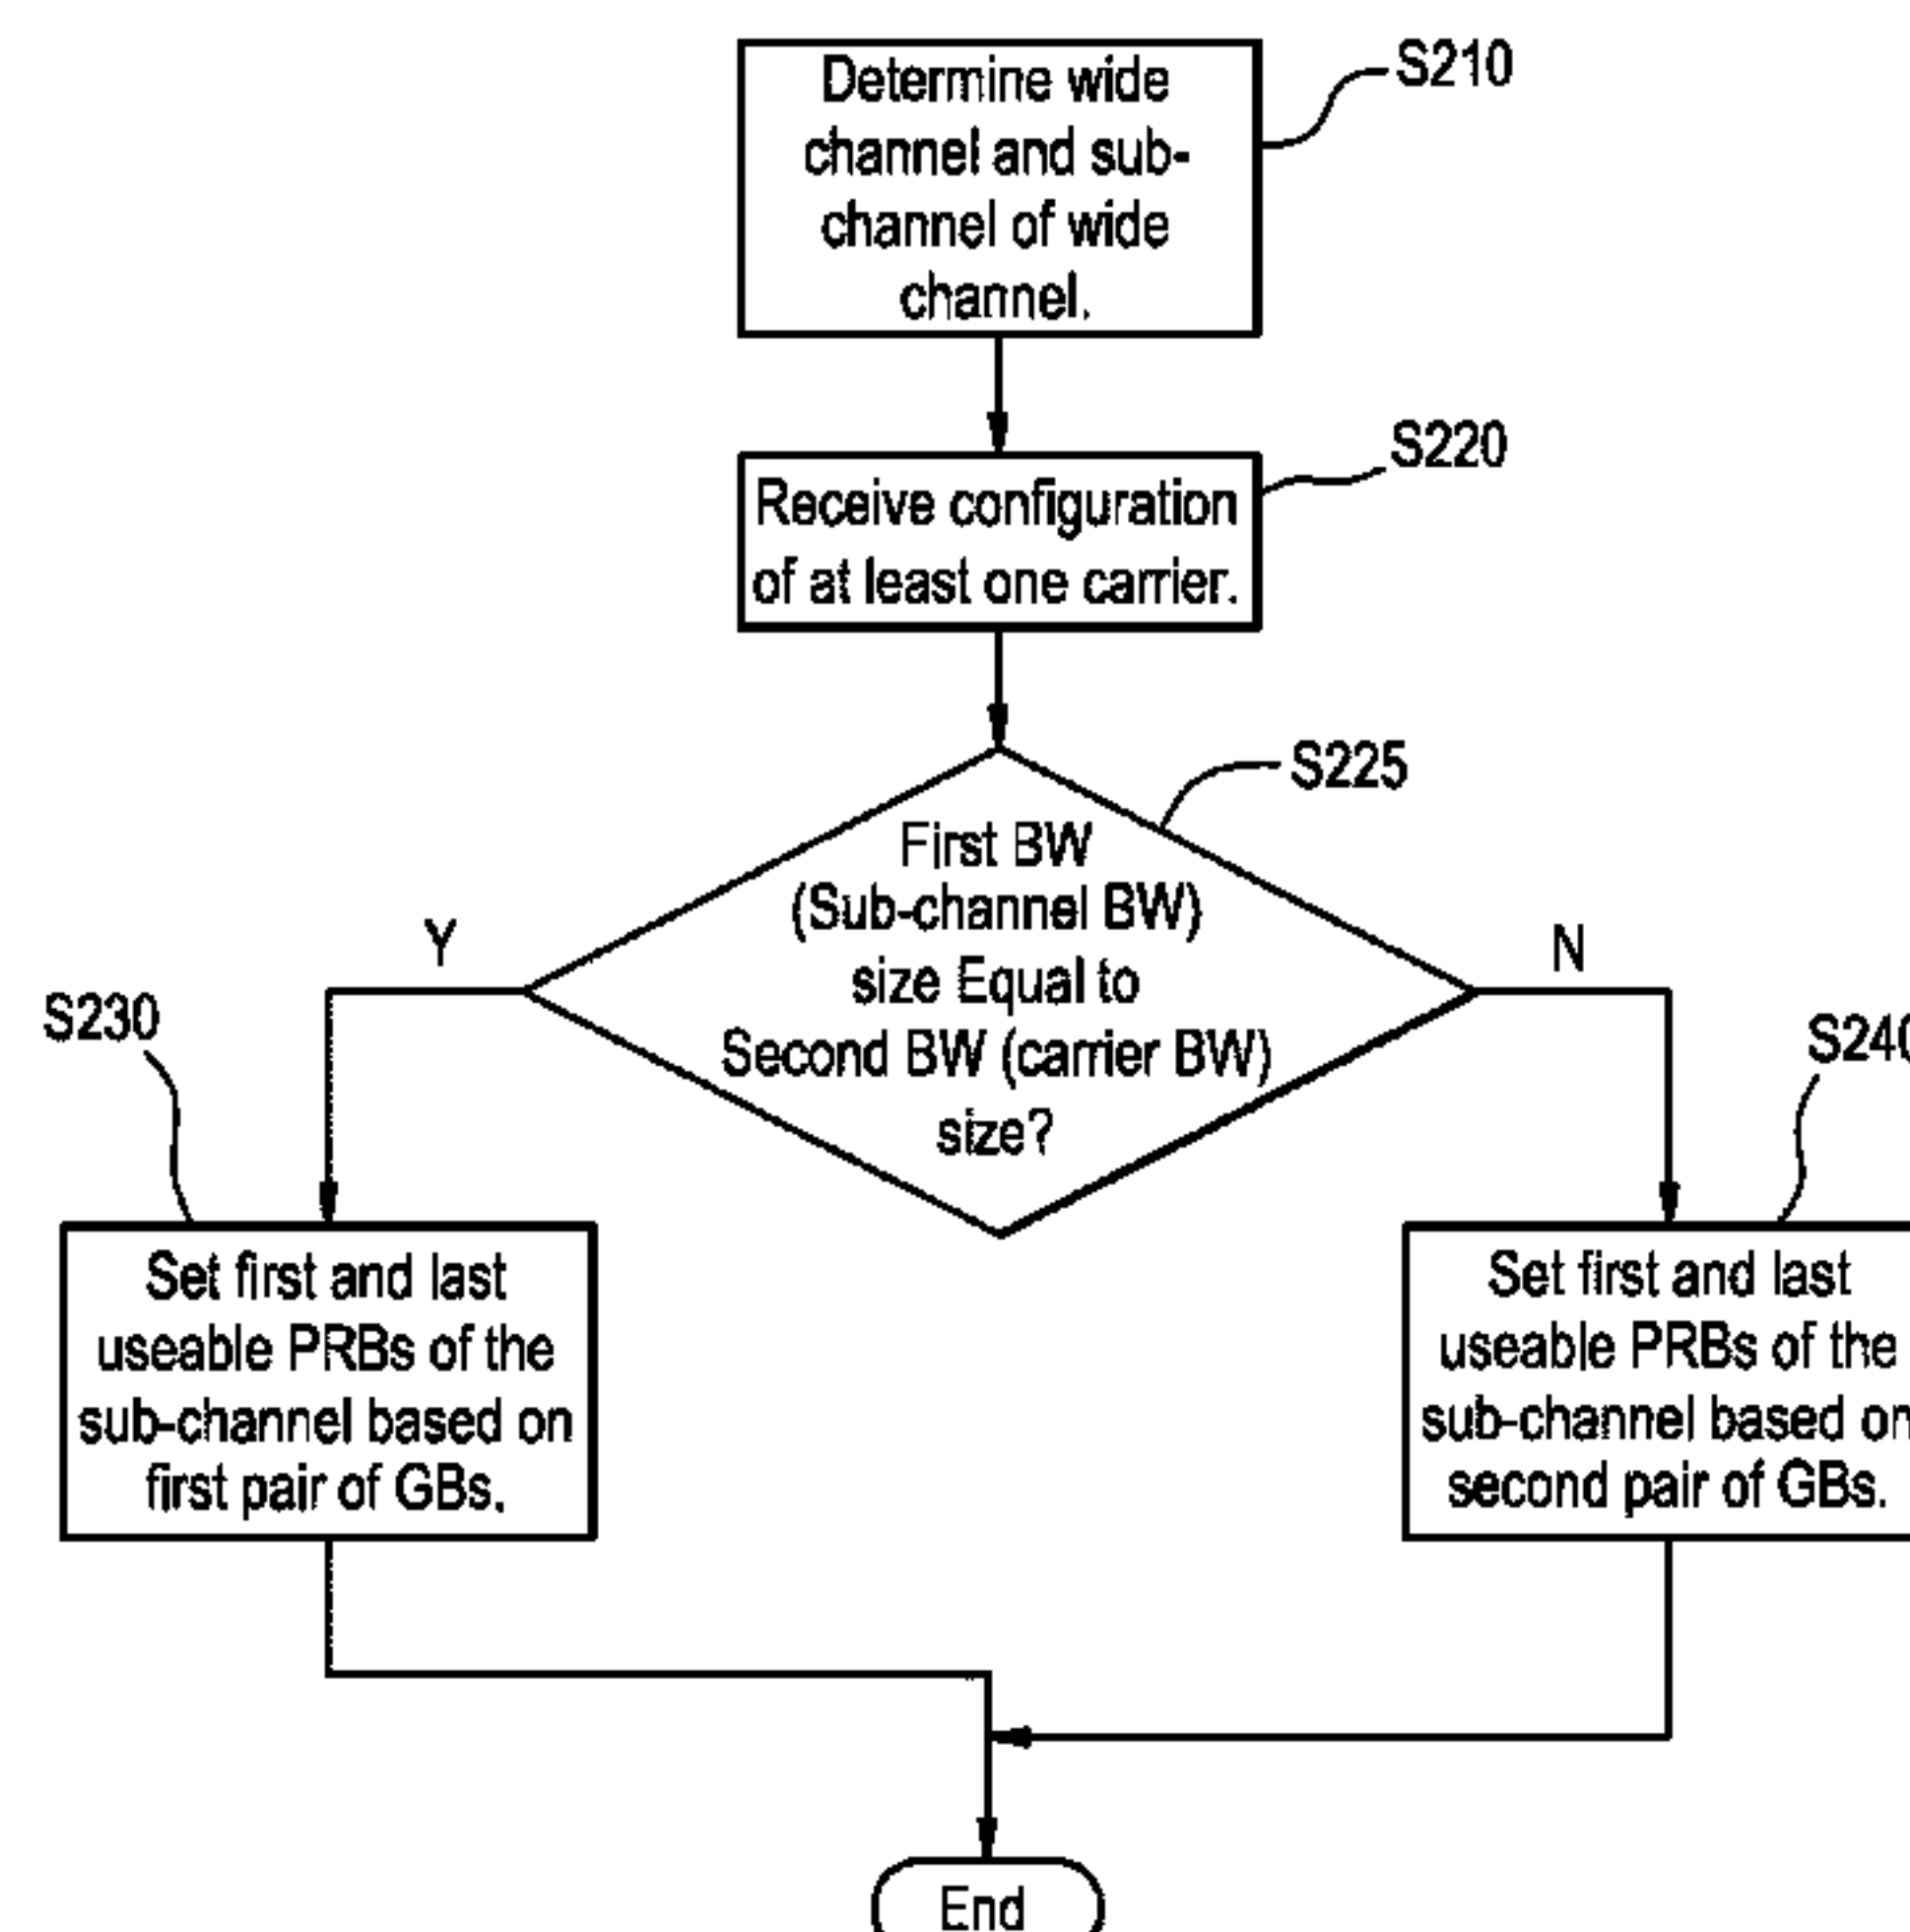 Determine wide
channel and sub-
channel of wide
channel.
S210
Receive configuration
of at least one carrier.
S220
First BW
(Sub-channel BW)
size Equal to
Second BW (carrier BW)
size?
S225
Y
N
S230
Set first and last
useable PRBs of the
sub-channel based on
first pair of GBs.
S240
Set first and last
useable PRBs of the
sub-channel based on
second pair of GBs.
End